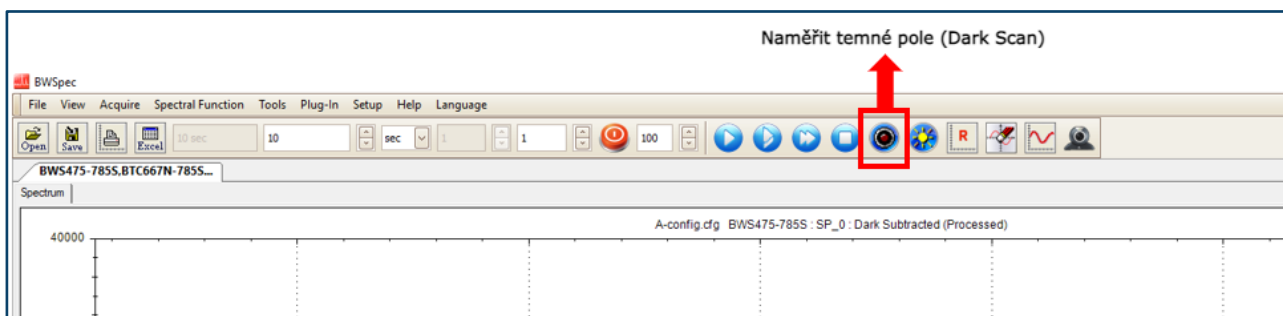 Naměřit temné pole (Dark Scan)
BWSpec
File View Acquire Spectral Function Tools Plug-In Setup Help Language
Open Save Excel 10 sec 10 sec 1 1 100 R
BWS475-785S,BTC667N-785S...
Spectrum
A-config.cfg BWS475-785S : SP_0 : Dark Subtracted (Processed)
40000